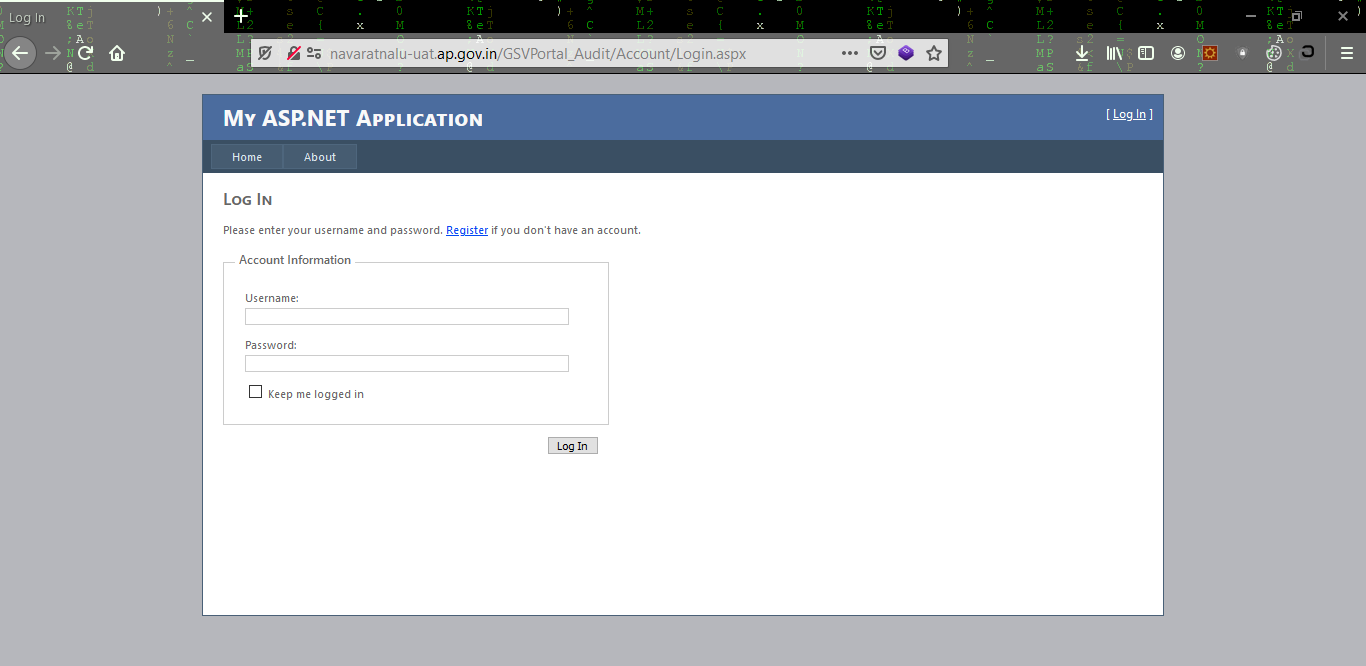 Log In
navaratnalu-uat.ap.gov.in/GSVPortal_Audit/Account/Login.aspx
My ASP.NET Application
[ Log In ]
Home About
Log In
Please enter your username and password. Register if you don't have an account.
Account Information
Username:
Password:
Keep me logged in
Log In